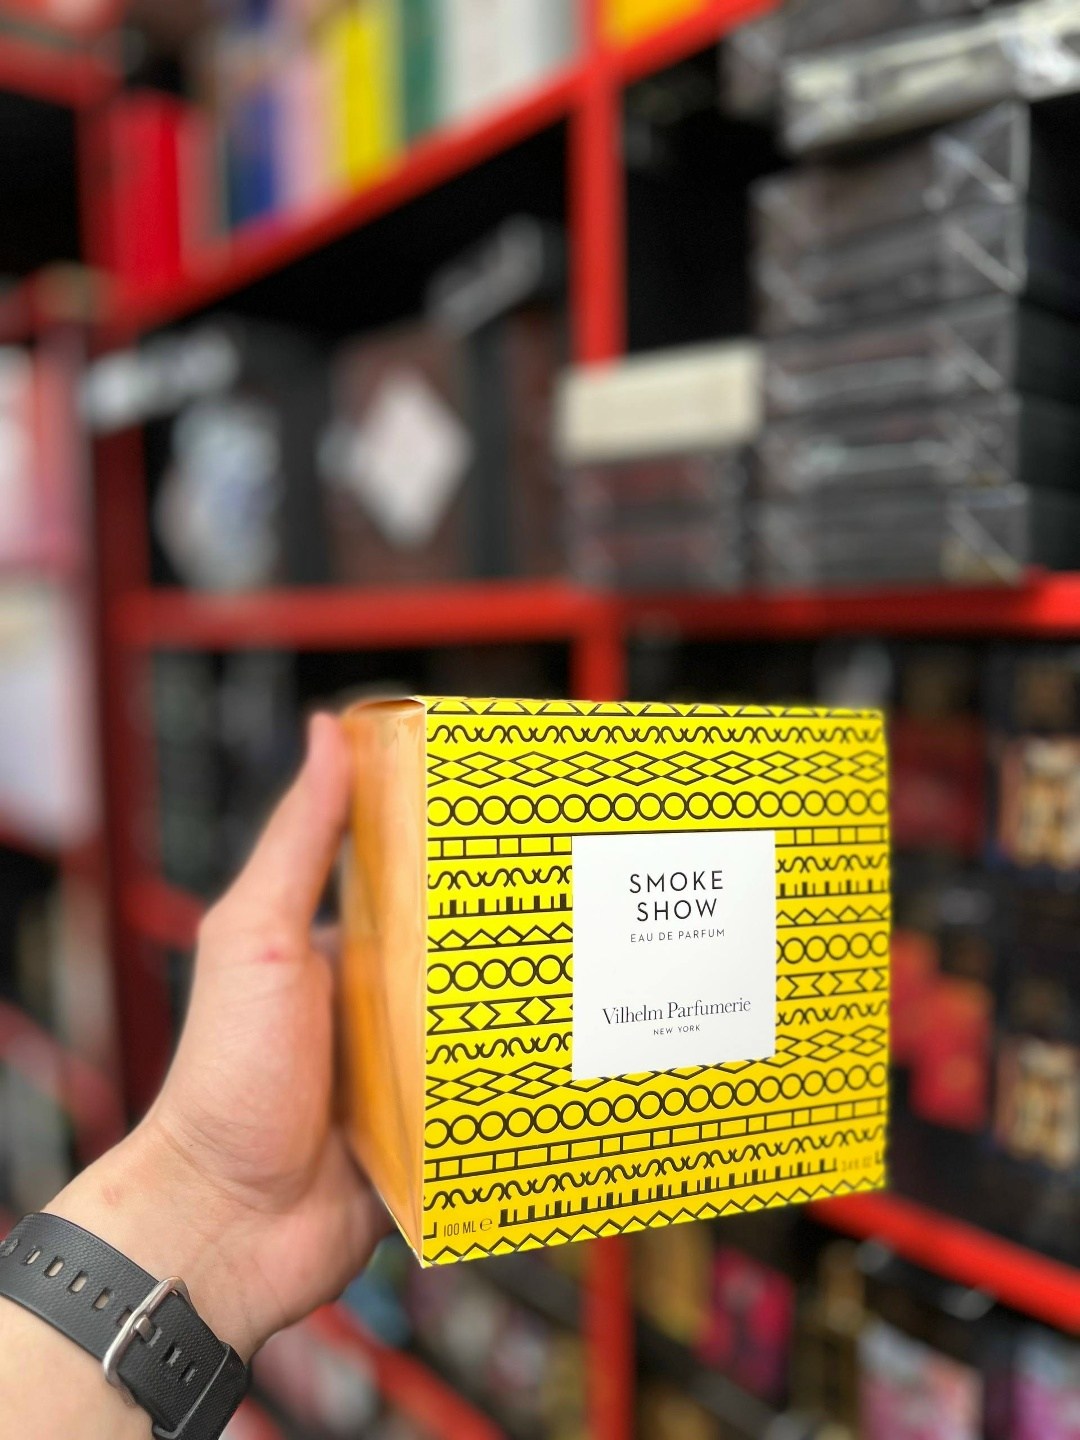 SMOKE
SHOW
EAU DE PARFUM
Vilhelm Parfumerie
NEW YORK
100 ML ℮